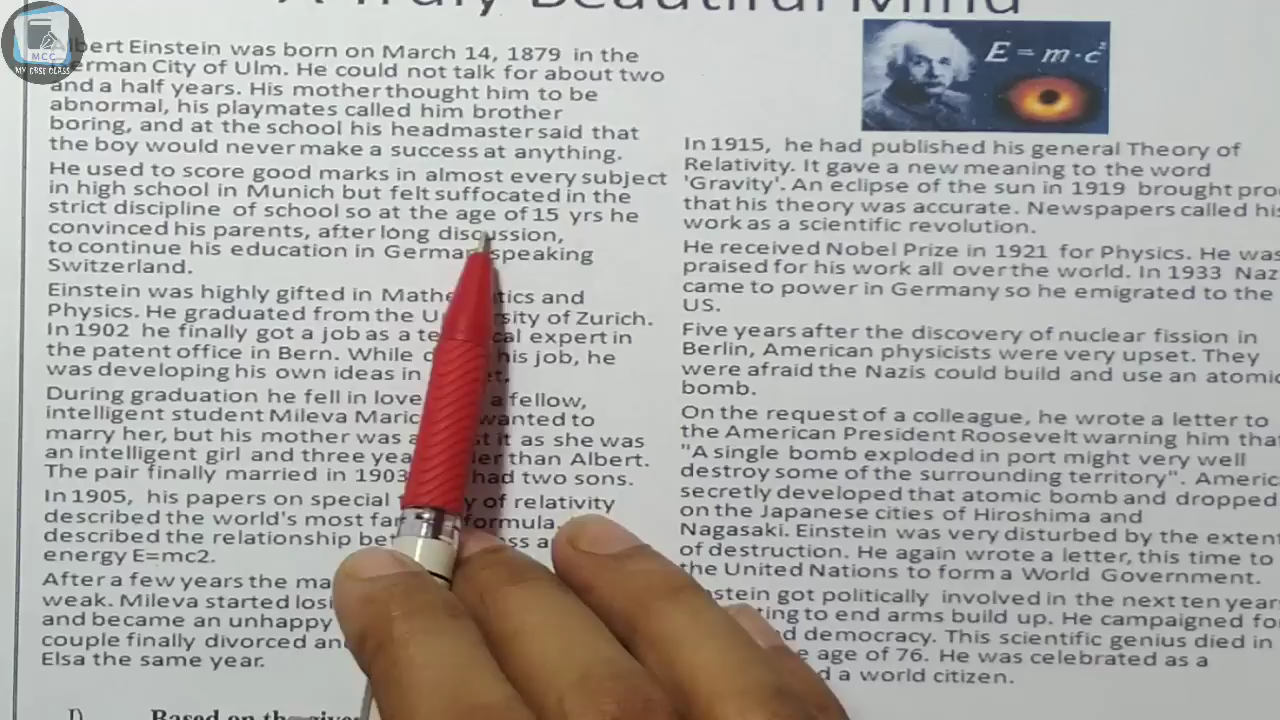 A Truly Beautiful Mind
MCC
MY CBSE CLASS
Albert Einstein was born on March 14, 1879 in the
German City of Ulm. He could not talk for about two
and a half years. His mother thought him to be
abnormal, his playmates called him brother
boring, and at the school his headmaster said that
the boy would never make a success at anything.
He used to score good marks in almost every subject
in high school in Munich but felt suffocated in the
strict discipline of school so at the age of 15 yrs he
convinced his parents, after long discussion,
to continue his education in German speaking
Switzerland.
Einstein was highly gifted in Mathematics and
Physics. He graduated from the University of Zurich.
In 1902 he finally got a job as a technical expert in
the patent office in Bern. While his job, he
was developing his own ideas in
During graduation he fell in love a fellow,
intelligent student Mileva Maric wanted to
marry her, but his mother was against it as she was
an intelligent girl and three years older than Albert.
The pair finally married in 1903 had two sons.
In 1905, his papers on special theory of relativity
described the world's most formula.
described the relationship
energy E=mc2.
After a few years the
weak. Mileva started
and became an unhappy
couple finally divorced
Elsa the same year.
I) Based on the
E = m·c²
In 1915, he had published his general Theory of
Relativity. It gave a new meaning to the word
'Gravity'. An eclipse of the sun in 1919 brought
that his theory was accurate. Newspapers called his
work as a scientific revolution.
He received Nobel Prize in 1921 for Physics. He was
praised for his work all over the world. In 1933
came to power in Germany so he emigrated to the
US.
Five years after the discovery of nuclear fission in
Berlin, American physicists were very upset. They
were afraid the Nazis could build and use an atomic
bomb.
On the request of a colleague, he wrote a letter to
the American President Roosevelt warning him that
"A single bomb exploded in port might very well
destroy some of the surrounding territory".
secretly developed that atomic bomb and dropped
on the Japanese cities of Hiroshima and
Nagasaki. Einstein was very disturbed by the extent
of destruction. He again wrote a letter, this time to
the United Nations to form a World Government.
Einstein got politically involved in the next ten
to end arms build up. He campaigned for
democracy. This scientific genius died in
age of 76. He was celebrated as a
a world citizen.